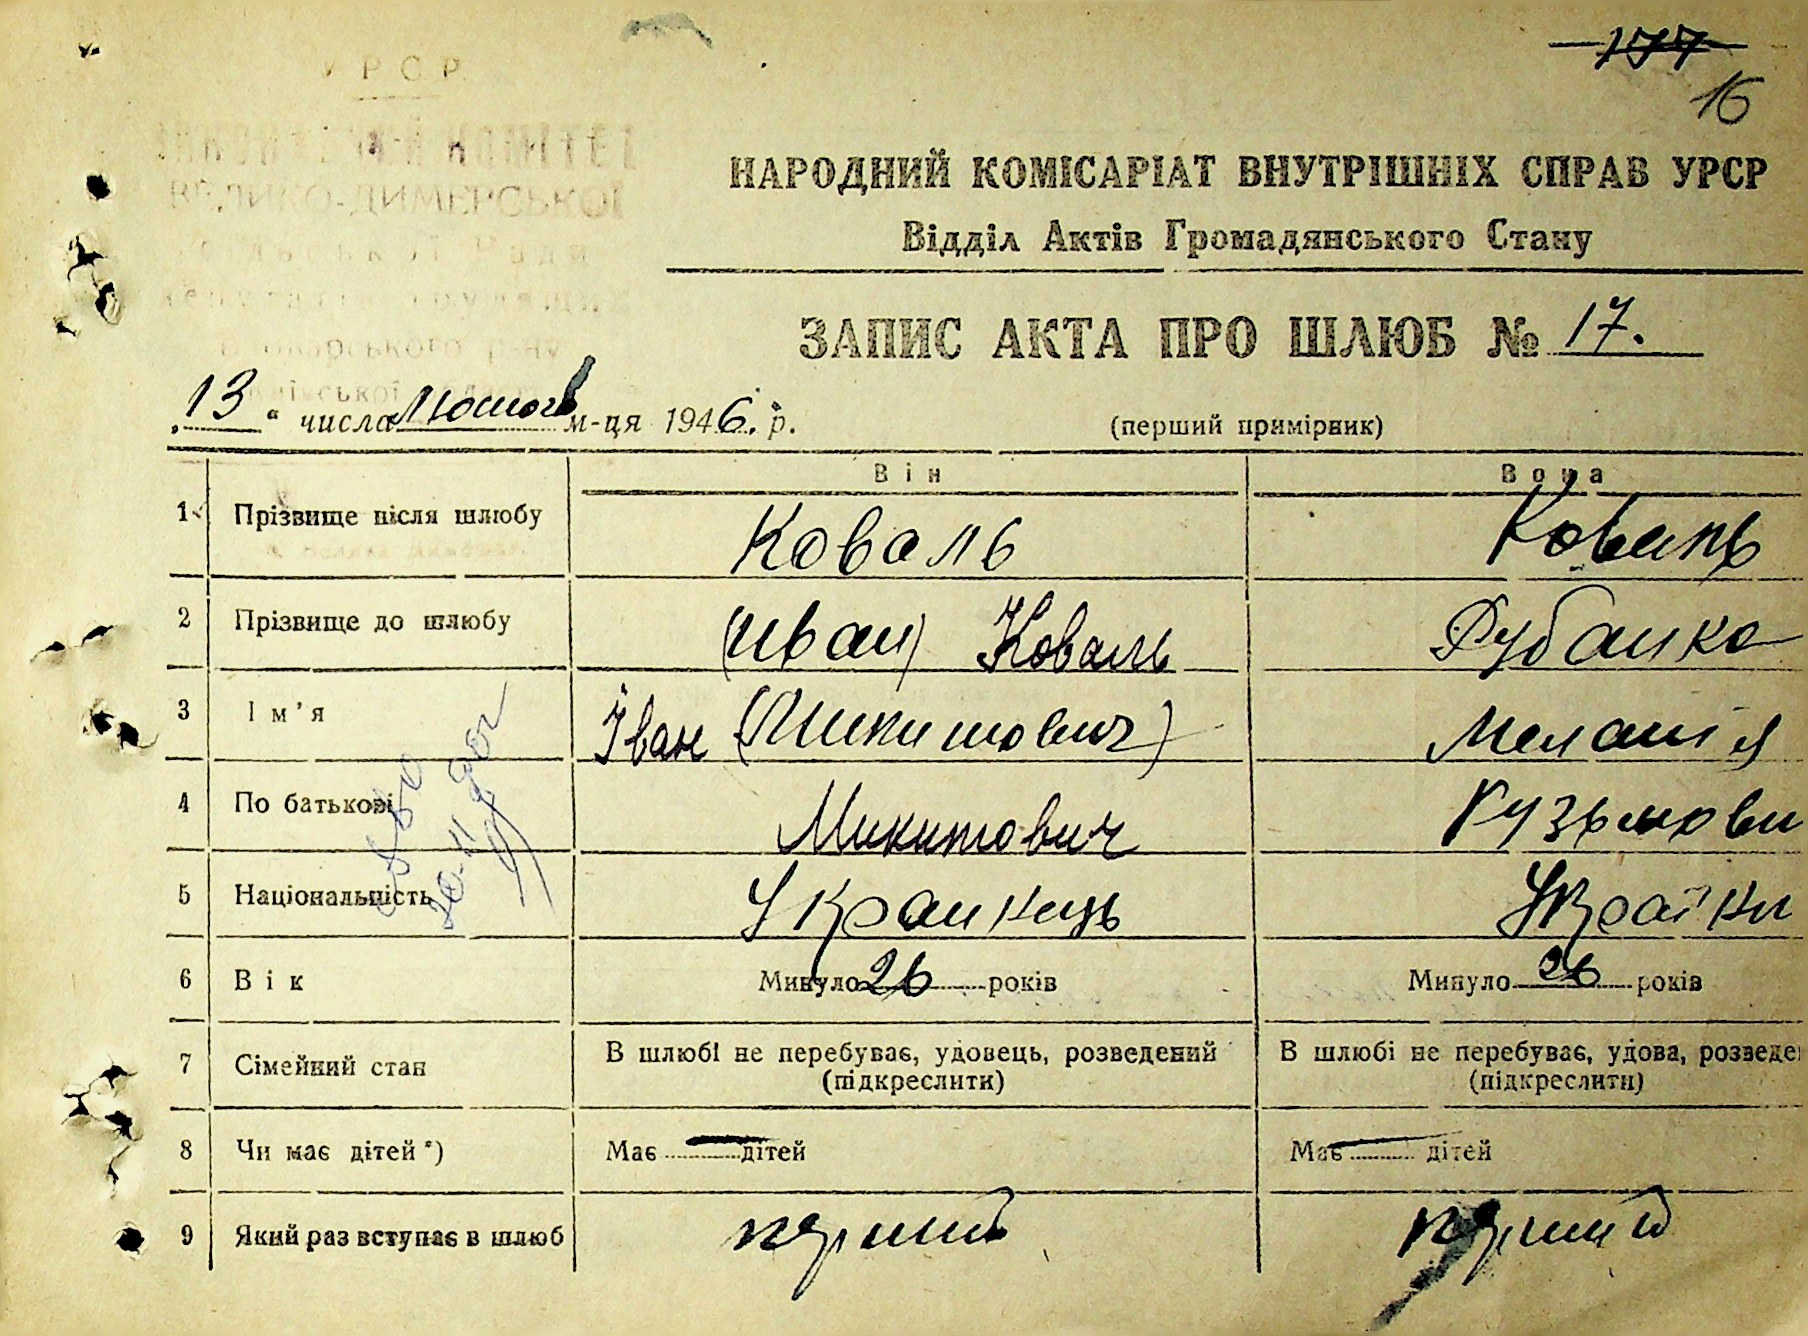 177
16
УРСР
ВЕЛИКО-ДИМЕРСЬКОЇ
НАРОДНИЙ КОМІСАРІАТ ВНУТРІШНІХ СПРАВ УРСР
Відділ Актів Громадянського Стану
ЗАПИС АКТА ПРО ШЛЮБ № 17.
„13“ числа Лютого м-ця 1946. р.
(перший примірник)
Він Вона
1 Прізвище після шлюбу Коваль Коваль
2 Прізвище до шлюбу (Иван) Коваль Рубанко
3 Ім'я Іван (Микитович) Меланія
4 По батькові Микитович Кузьмови
5 Національність Украинець Україки
6 Вік Минуло 26 років Минуло 26 років
7 Сімейний стан В шлюбі не перебуває, удовець, розведений В шлюбі не перебуває, удова, розведе
(підкреслити) (підкреслити)
8 Чи має дітей *) Має — дітей Має — дітей
9 Який раз вступає в шлюб перший перший